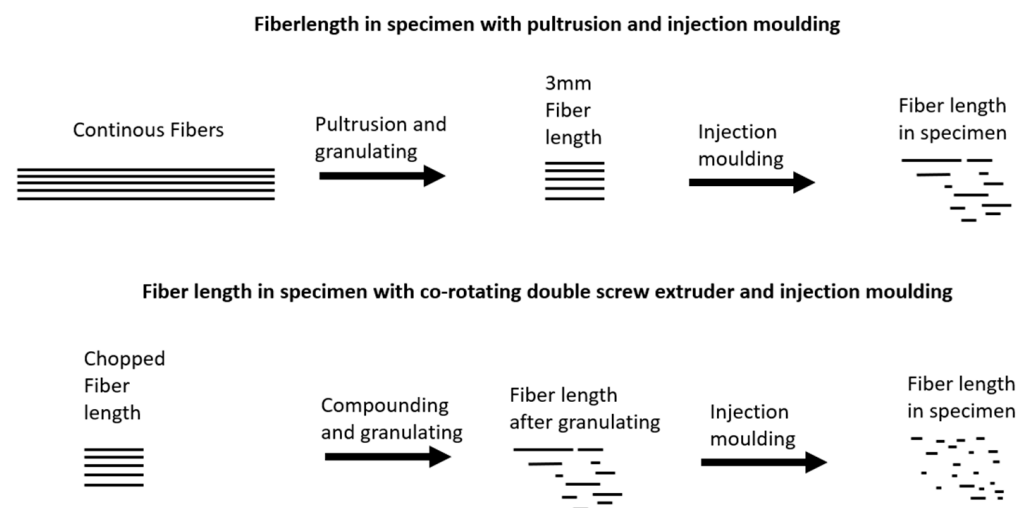 Fiberlength in specimen with pultrusion and injection moulding
Continous Fibers
Pultrusion and
granulating
3mm
Fiber
length
Injection
moulding
Fiber length
in specimen
Fiber length in specimen with co-rotating double screw extruder and injection moulding
Chopped
Fiber
length
Compounding
and granulating
Fiber length
after granulating
Injection
moulding
Fiber length
in specimen